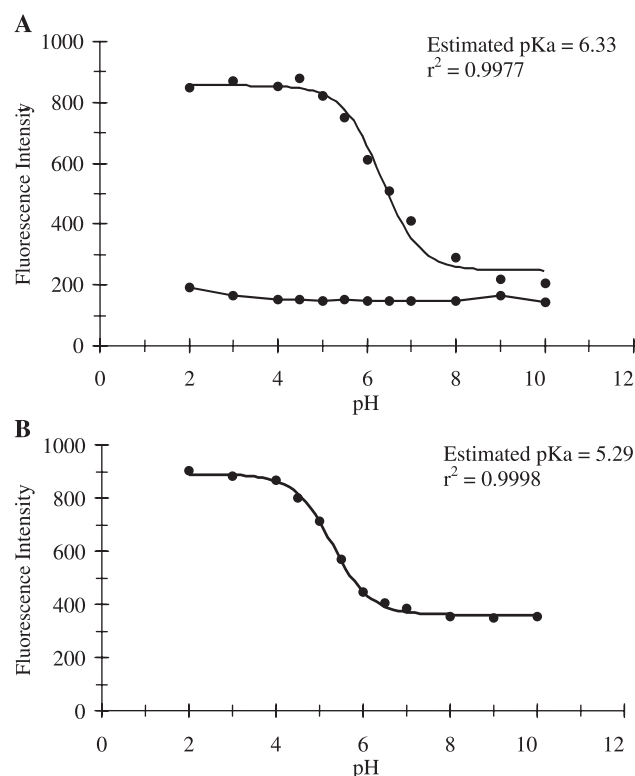 A
1000
Estimated pKa = 6.33
r² = 0.9977
800
600
400
200
0
Fluorescence Intensity
0 2 4 6 8 10 12
pH
B
1000
Estimated pKa = 5.29
r² = 0.9998
800
600
400
200
0
Fluorescence Intensity
0 2 4 6 8 10 12
pH